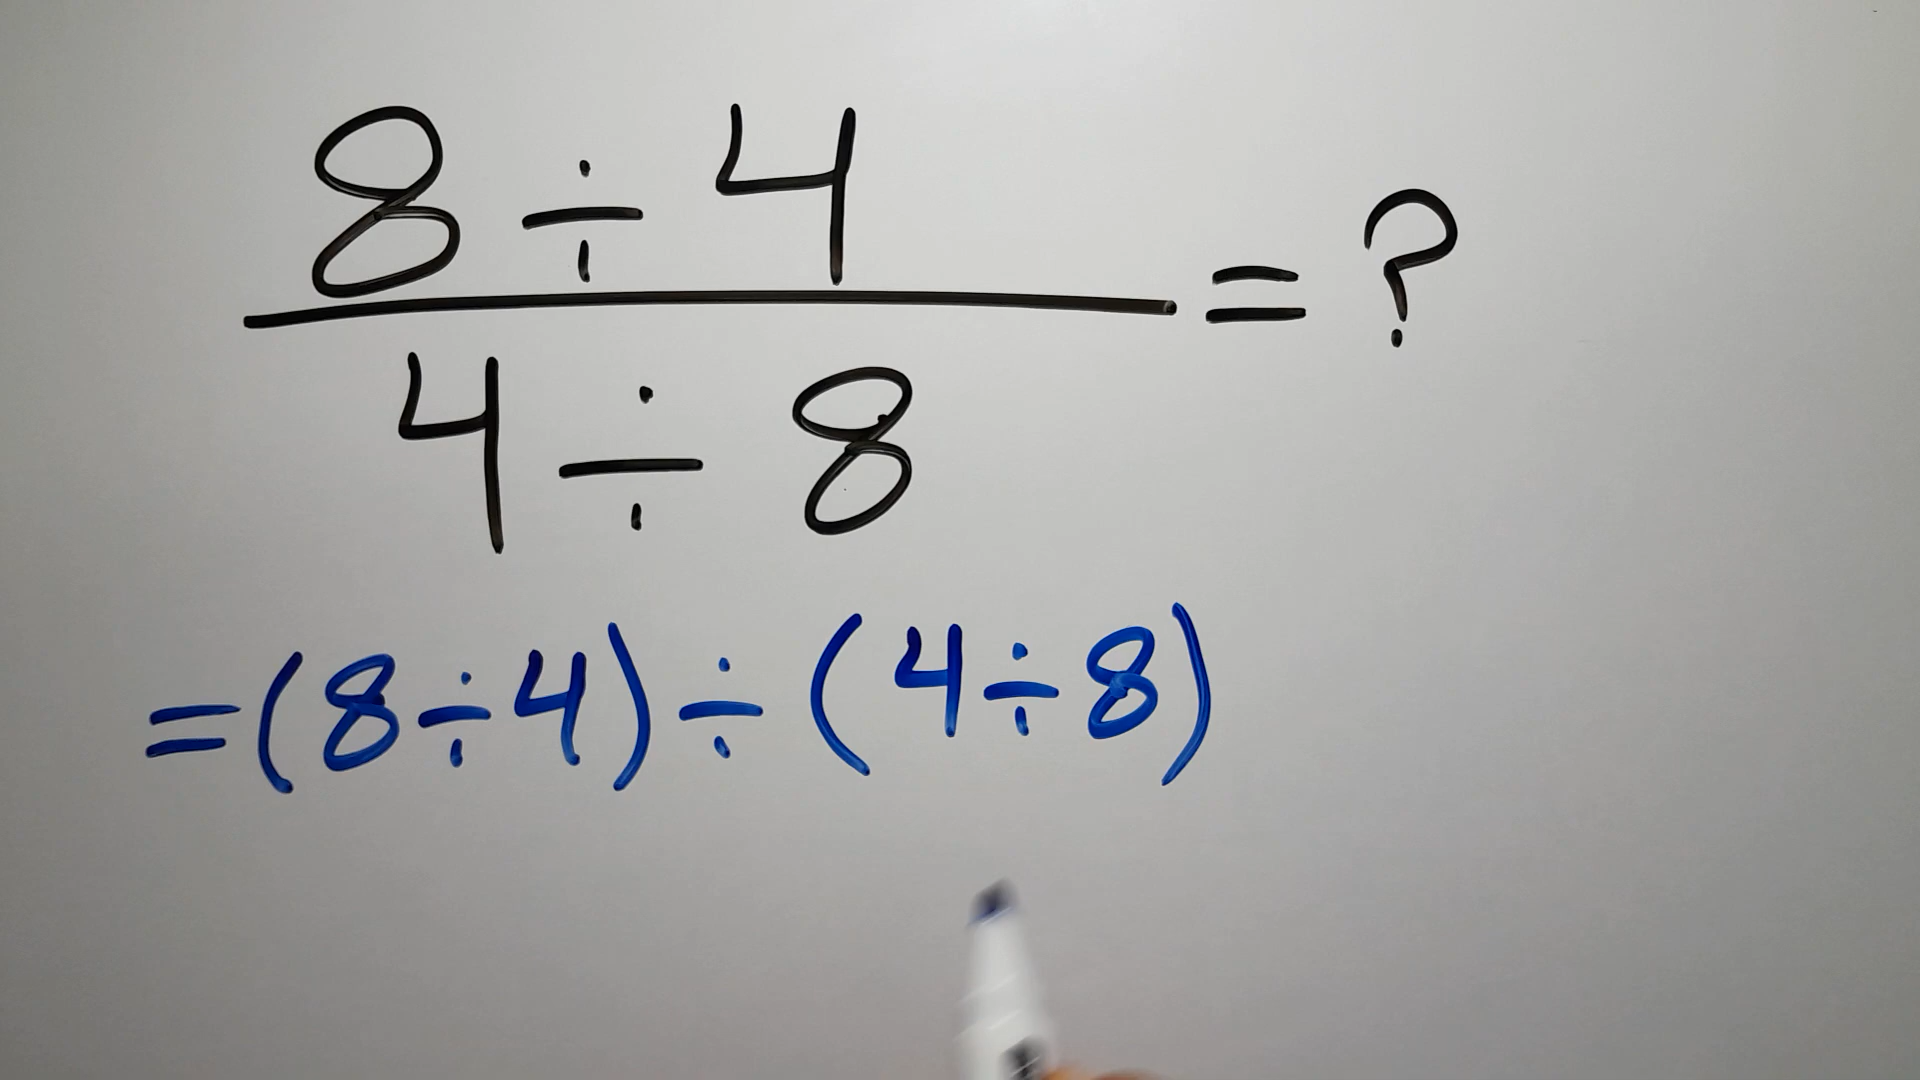 8 ÷ 4
4 ÷ 8
= ?
= (8 ÷ 4) ÷ (4 ÷ 8)